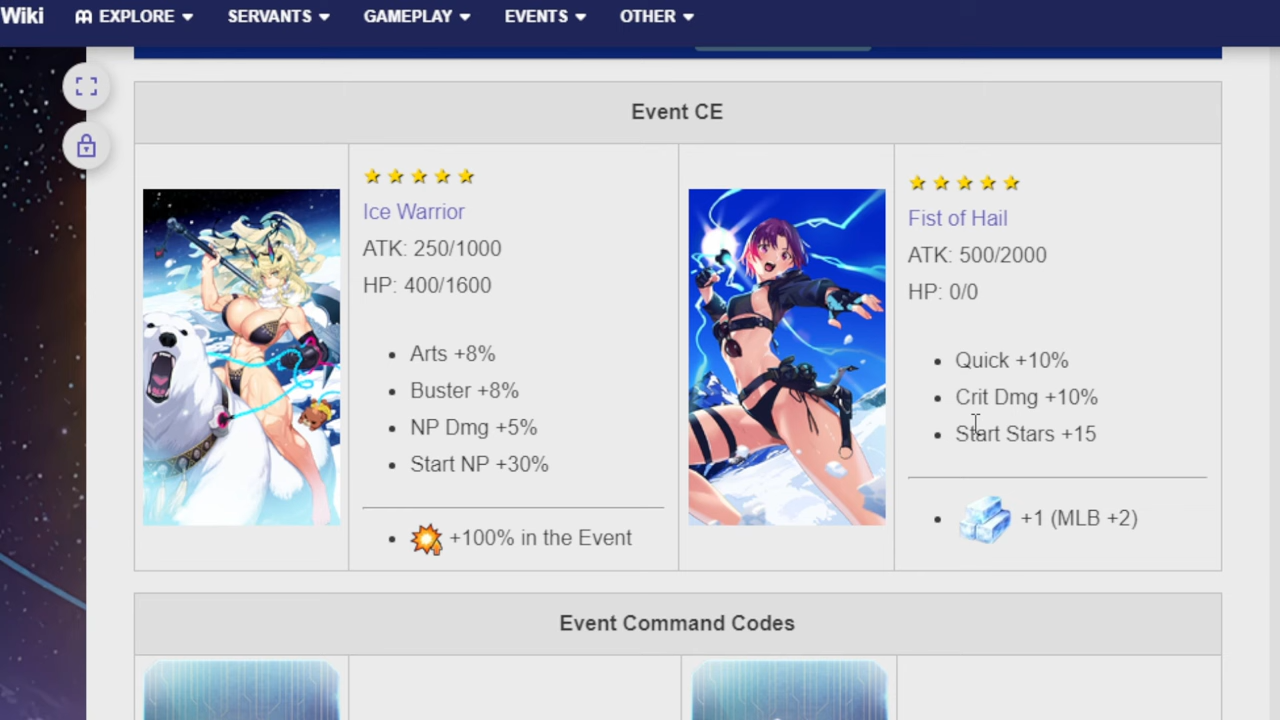 Wiki EXPLORE SERVANTS GAMEPLAY EVENTS OTHER
Event CE
Ice Warrior
ATK: 250/1000
HP: 400/1600
Arts +8%
Buster +8%
NP Dmg +5%
Start NP +30%
+100% in the Event
Fist of Hail
ATK: 500/2000
HP: 0/0
Quick +10%
Crit Dmg +10%
Start Stars +15
+1 (MLB +2)
Event Command Codes